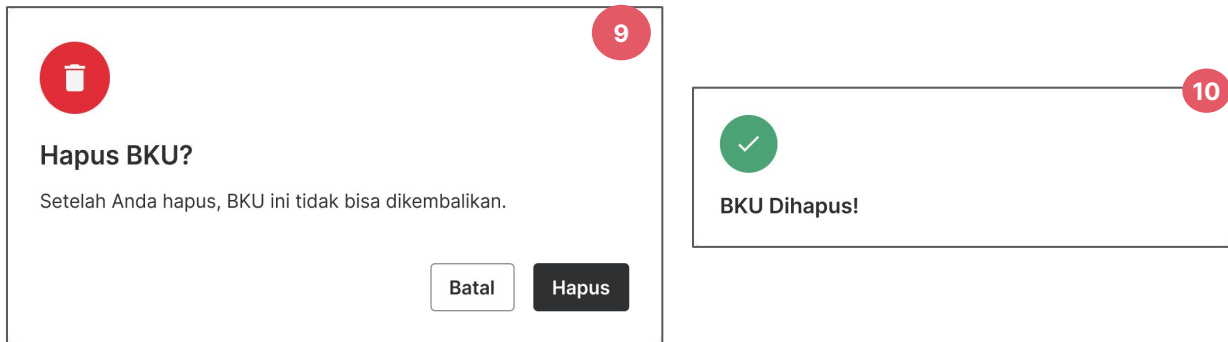 9
Hapus BKU?
Setelah Anda hapus, BKU ini tidak bisa dikembalikan.
Batal
Hapus
10
BKU Dihapus!